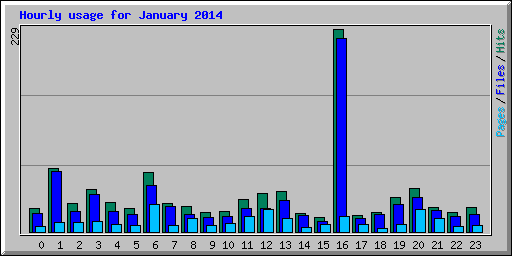 Hourly usage for January 2014
229
Pages/Files/Hits
0 1 2 3 4 5 6 7 8 9 10 11 12 13 14 15 16 17 18 19 20 21 22 23